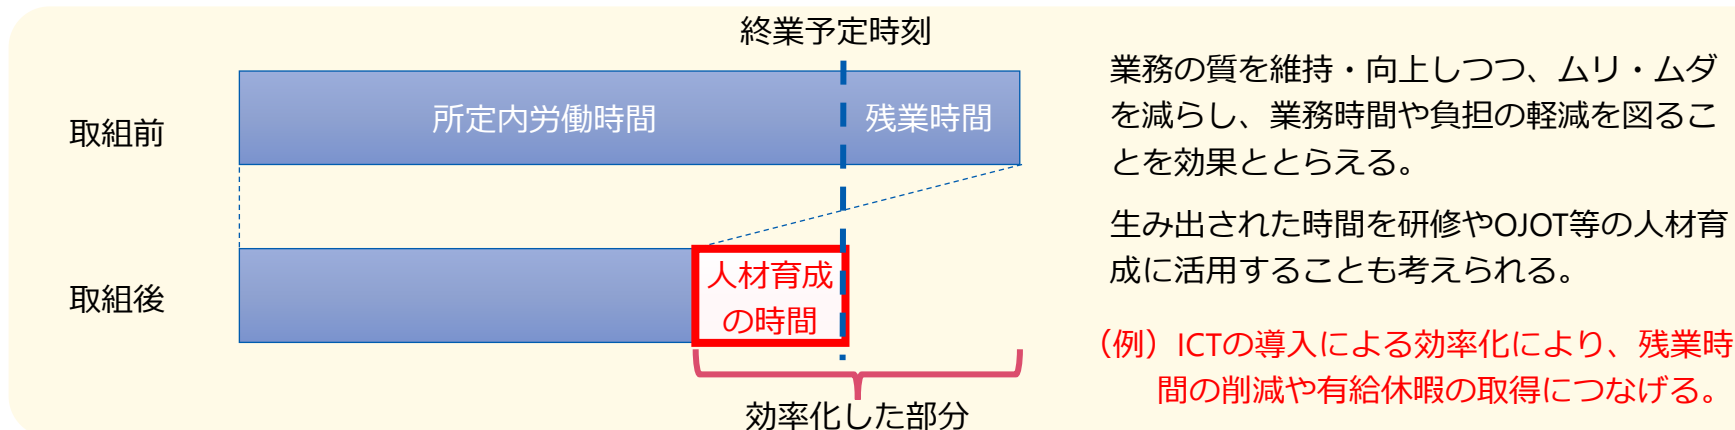 終業予定時刻
取組前
所定内労働時間
残業時間
取組後
人材育成
の時間
効率化した部分
業務の質を維持・向上しつつ、ムリ・ムダ
を減らし、業務時間や負担の軽減を図るこ
とを効果ととらえる。
生み出された時間を研修やOJOT等の人材育
成に活用することも考えられる。
（例）ICTの導入による効率化により、残業時
間の削減や有給休暇の取得につなげる。